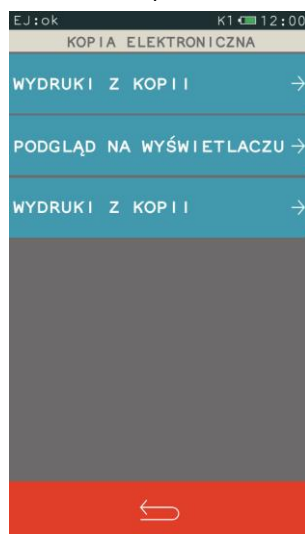 EJ:ok K1 12:00
KOPIA ELEKTRONICZNA
WYDRUKI Z KOPII
PODGLĄD NA WYŚWIETLACZU
WYDRUKI Z KOPII